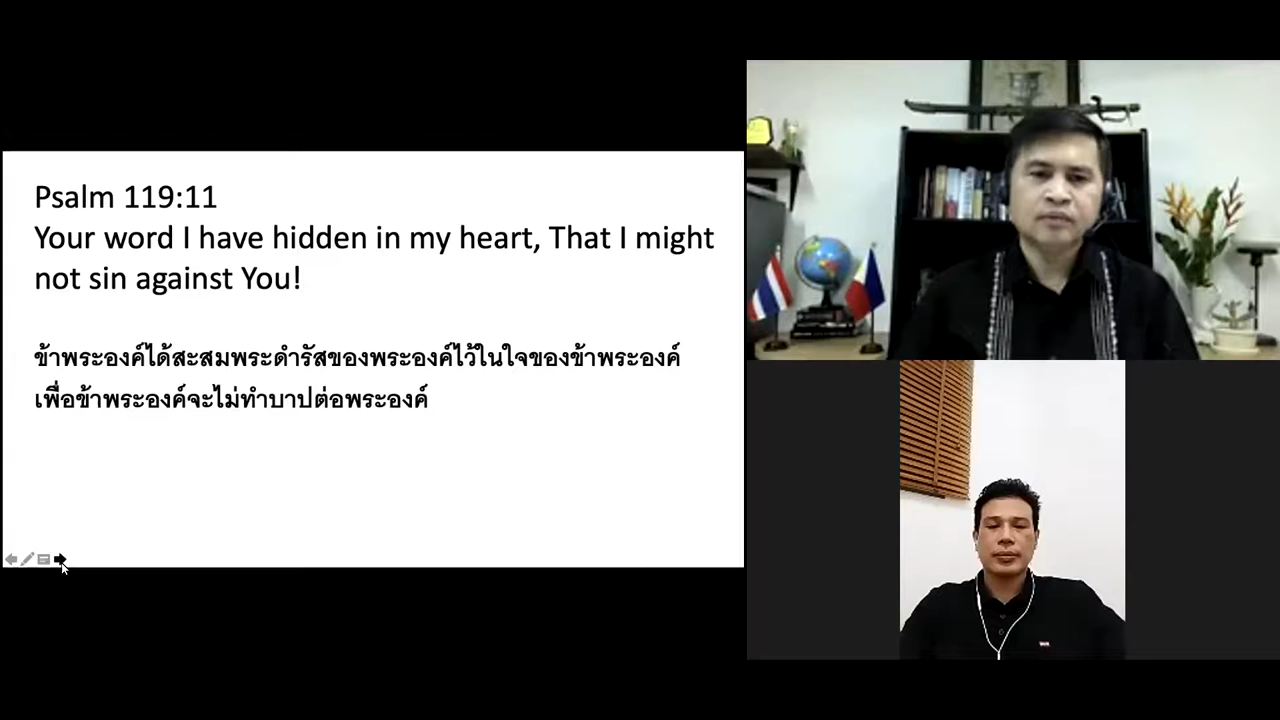 Psalm 119:11
Your word I have hidden in my heart, That I might
not sin against You!
ข้าพระองค์ได้สะสมพระดำรัสของพระองค์ไว้ในใจของข้าพระองค์
เพื่อข้าพระองค์จะไม่ทำบาปต่อพระองค์